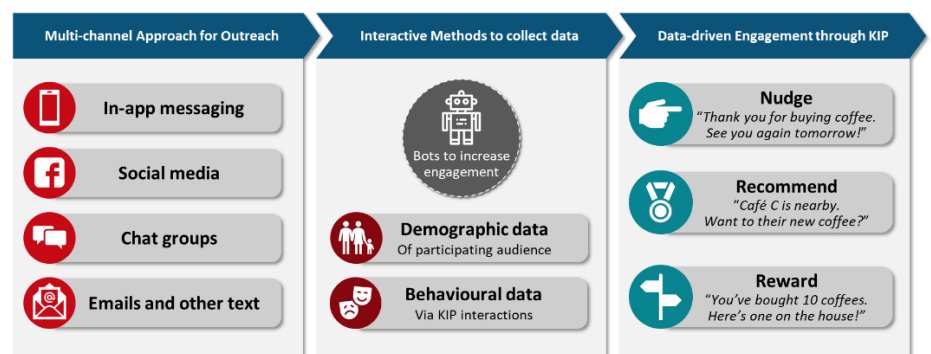 Multi-channel Approach for Outreach
Interactive Methods to collect data
Data-driven Engagement through KIP
In-app messaging
Social media
Chat groups
Emails and other text
Bots to increase
engagement
Demographic data
Of participating audience
Behavioural data
Via KIP interactions
Nudge
“Thank you for buying coffee.
See you again tomorrow!”
Recommend
“Café C is nearby.
Want to their new coffee?”
Reward
“You’ve bought 10 coffees.
Here’s one on the house!”